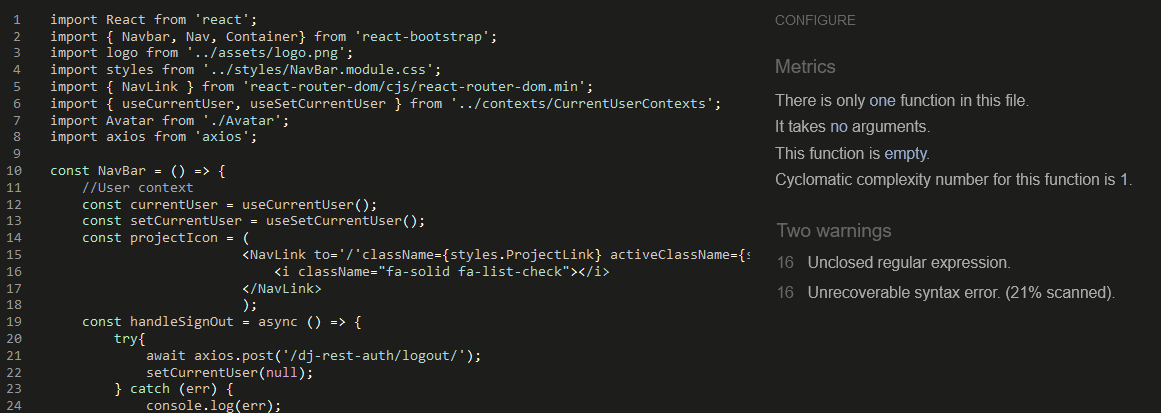 1 import React from 'react';
2 import { Navbar, Nav, Container} from 'react-bootstrap';
3 import logo from '../assets/logo.png';
4 import styles from '../styles/NavBar.module.css';
5 import { NavLink } from 'react-router-dom/cjs/react-router-dom.min';
6 import { useCurrentUser, useSetCurrentUser } from '../contexts/CurrentUserContexts';
7 import Avatar from './Avatar';
8 import axios from 'axios';
9
10 const NavBar = () => {
11 //User context
12 const currentUser = useCurrentUser();
13 const setCurrentUser = useSetCurrentUser();
14 const projectIcon = (
15 <NavLink to='/'className={styles.ProjectLink} activeClassName={s
16 <i className="fa-solid fa-list-check"></i>
17 </NavLink>
18 );
19 const handleSignOut = async () => {
20 try{
21 await axios.post('/dj-rest-auth/logout/');
22 setCurrentUser(null);
23 } catch (err) {
24 console.log(err);
CONFIGURE
Metrics
There is only one function in this file.
It takes no arguments.
This function is empty.
Cyclomatic complexity number for this function is 1.
Two warnings
16 Unclosed regular expression.
16 Unrecoverable syntax error. (21% scanned).